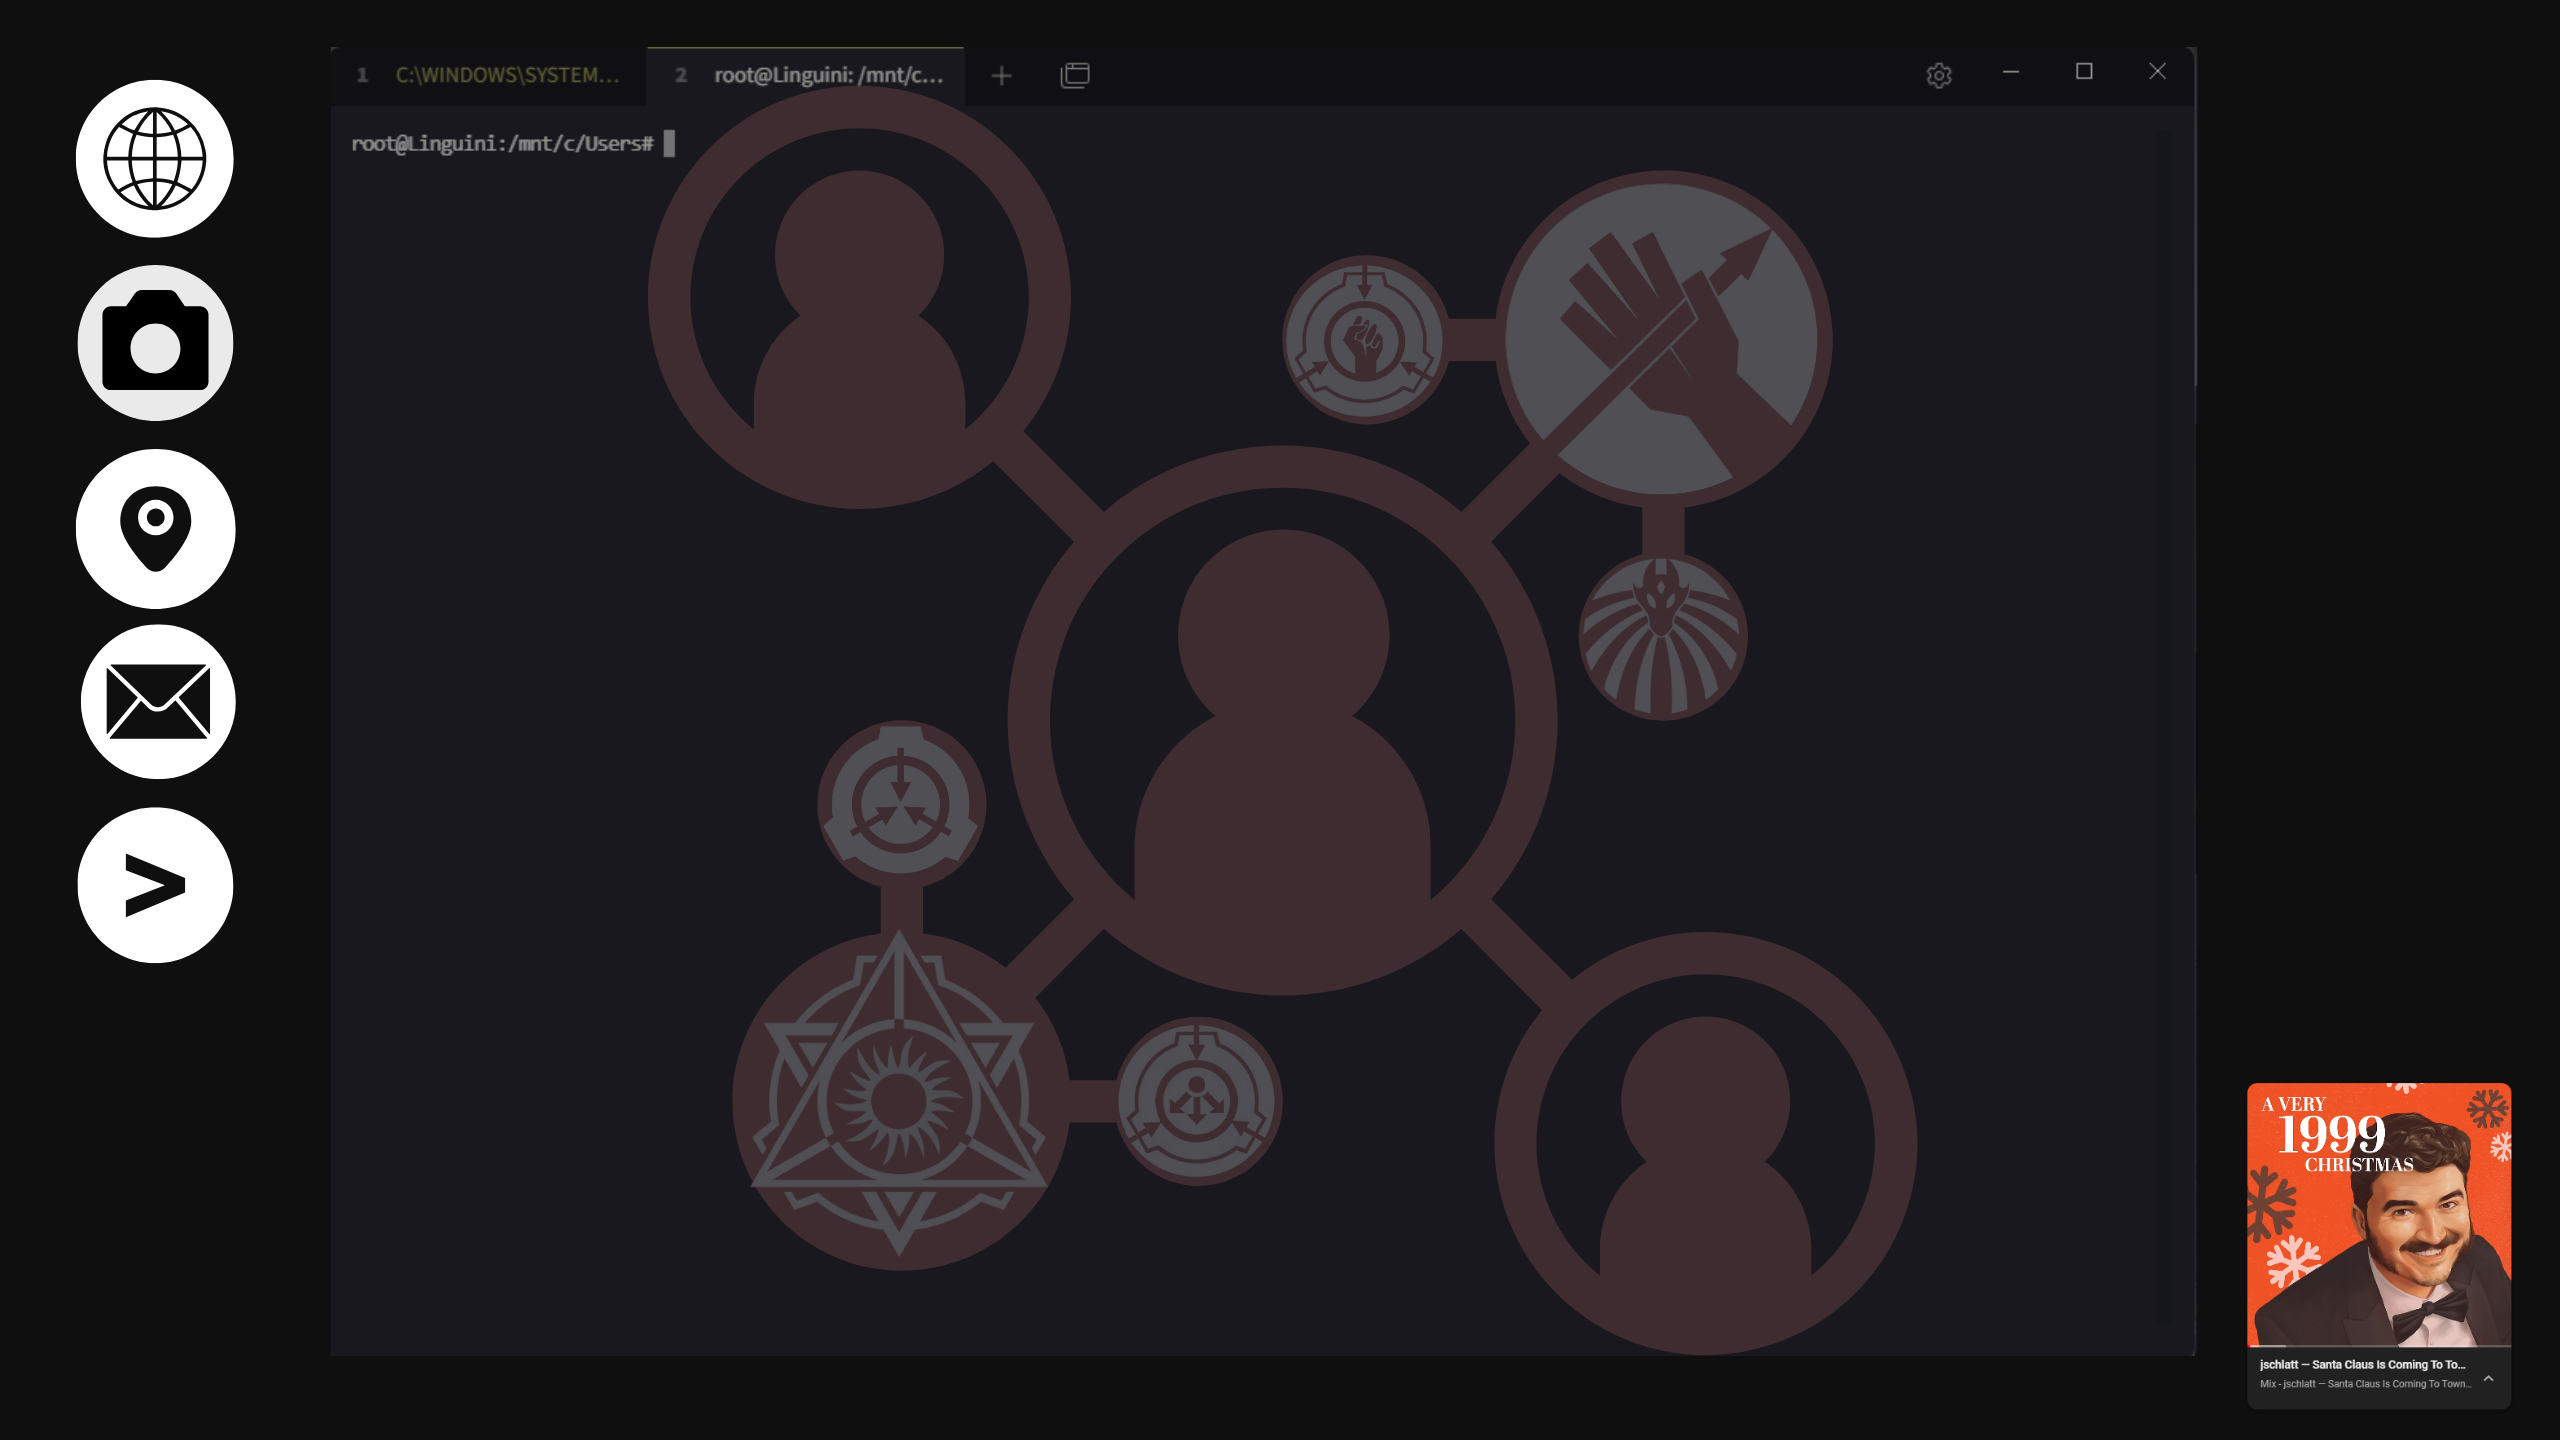 1 C:\WINDOWS\SYSTEM...
2 root@Linguini: /mnt/c...
root@Linguini:/mnt/c/Users#
>
A VERY
1999
CHRISTMAS
jschlatt — Santa Claus Is Coming To To...
Mix - jschlatt — Santa Claus Is Coming To Town...